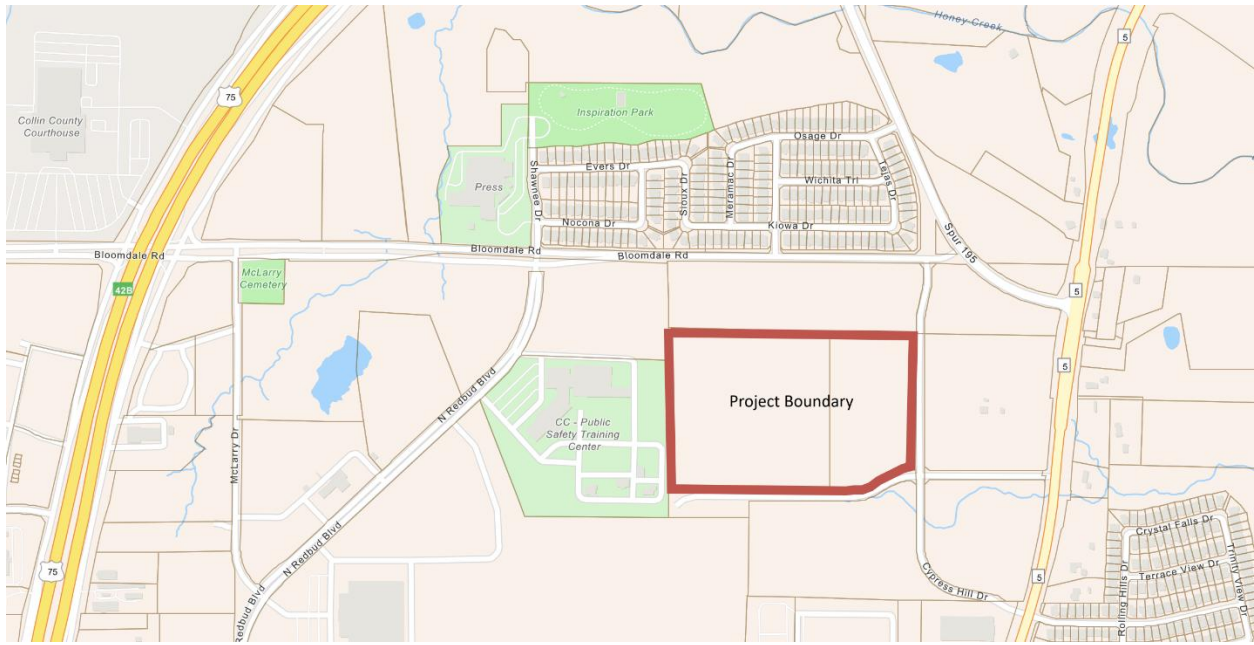 Honey Creek
5
75
Collin County
Courthouse
Inspiration Park
Osage Dr
Evers Dr
Wichita Trl
Tejas Dr
Shawnee Dr
Sioux Dr
Meramac Dr
Press
Nocona Dr
Kiowa Dr
Spur 195
Bloomdale Rd
Bloomdale Rd
Bloomdale Rd
McLarry
Cemetery
42B
5
5
N Redbud Blvd
Project Boundary
CC - Public
Safety Training
Center
McLarry Dr
N Redbud Blvd
Crystal Falls Dr
Terrace View Dr
Trinity View Dr
Rolling Hills Dr
Cypress Hill Dr
75
5
Redbud Blvd